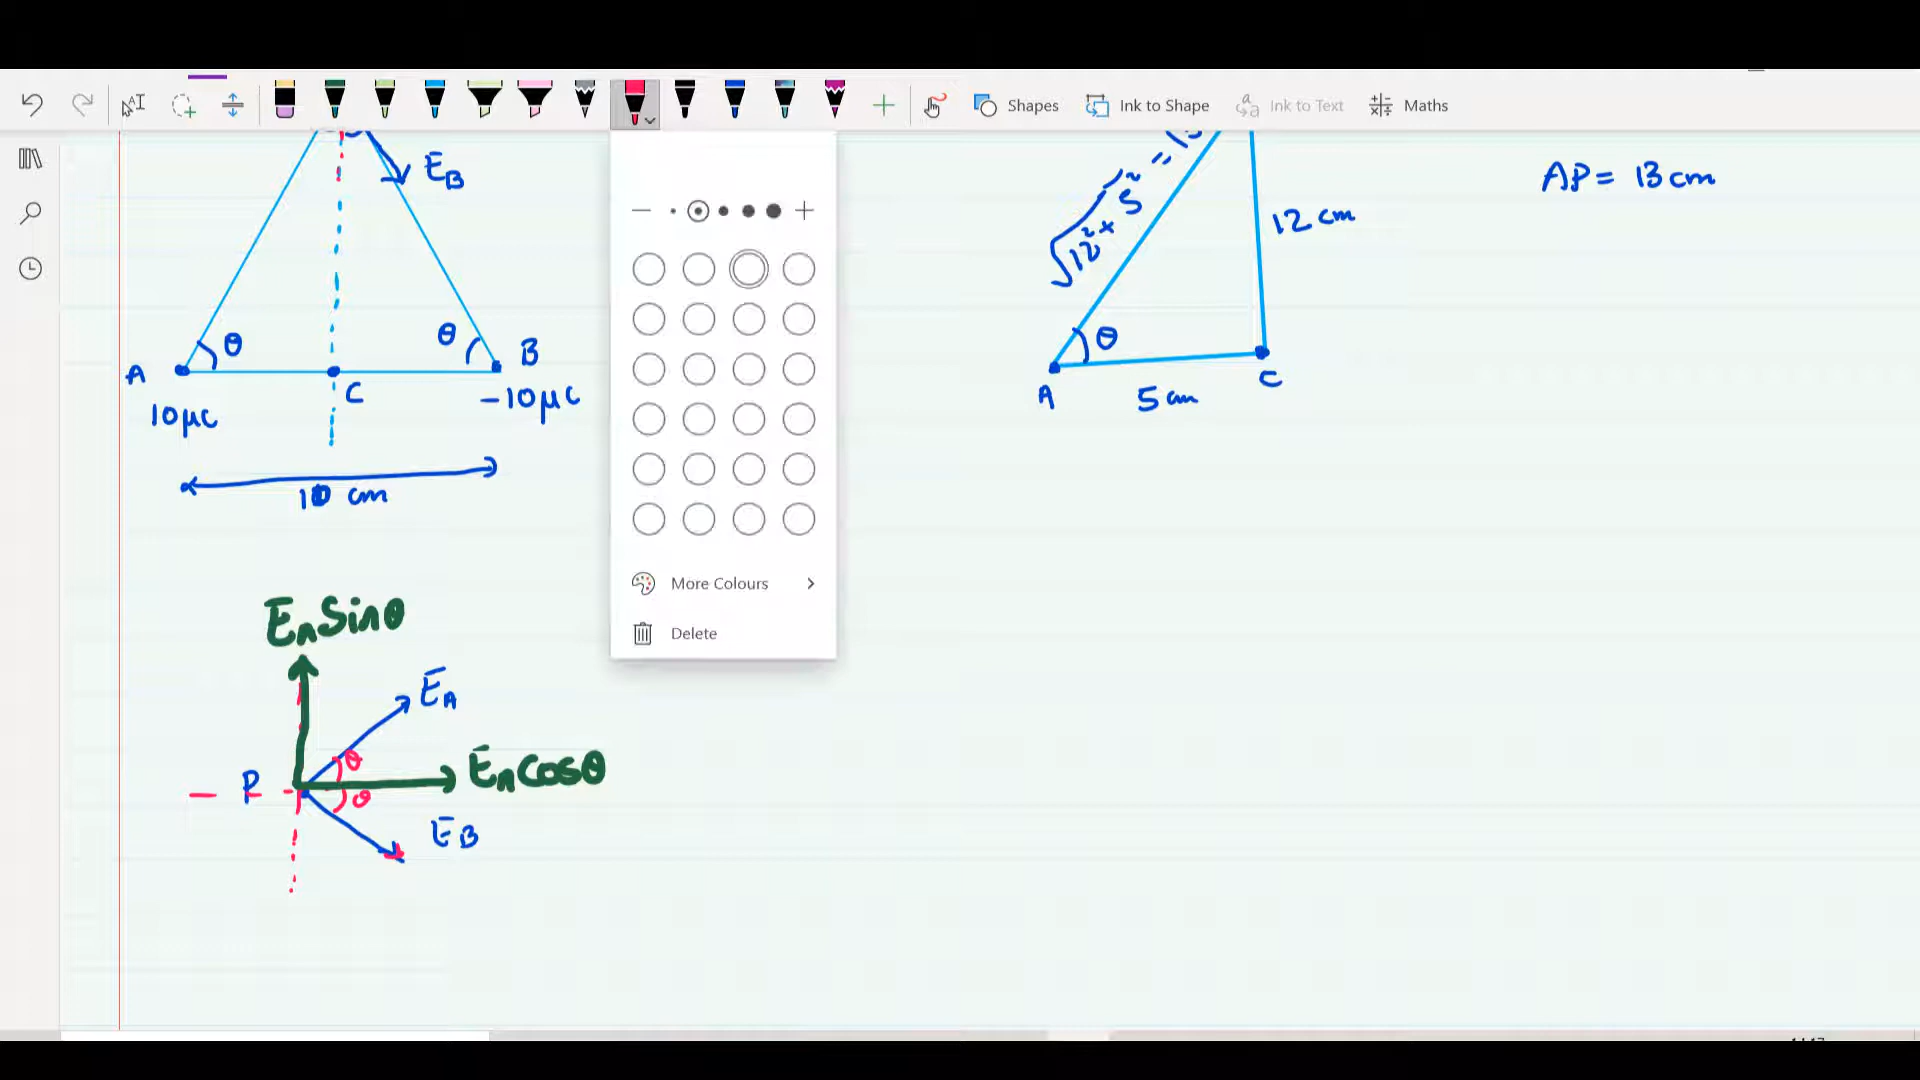 Shapes
Ink to Shape
Ink to Text
Maths
E_B
θ
θ
A
B
C
10μC
-10μC
10 cm
√12² + 5² =
AP = 13 cm
12 cm
θ
A
5 cm
C
More Colours
Delete
E_A Sinθ
E_A
θ
P
E_A Cosθ
θ
E_B